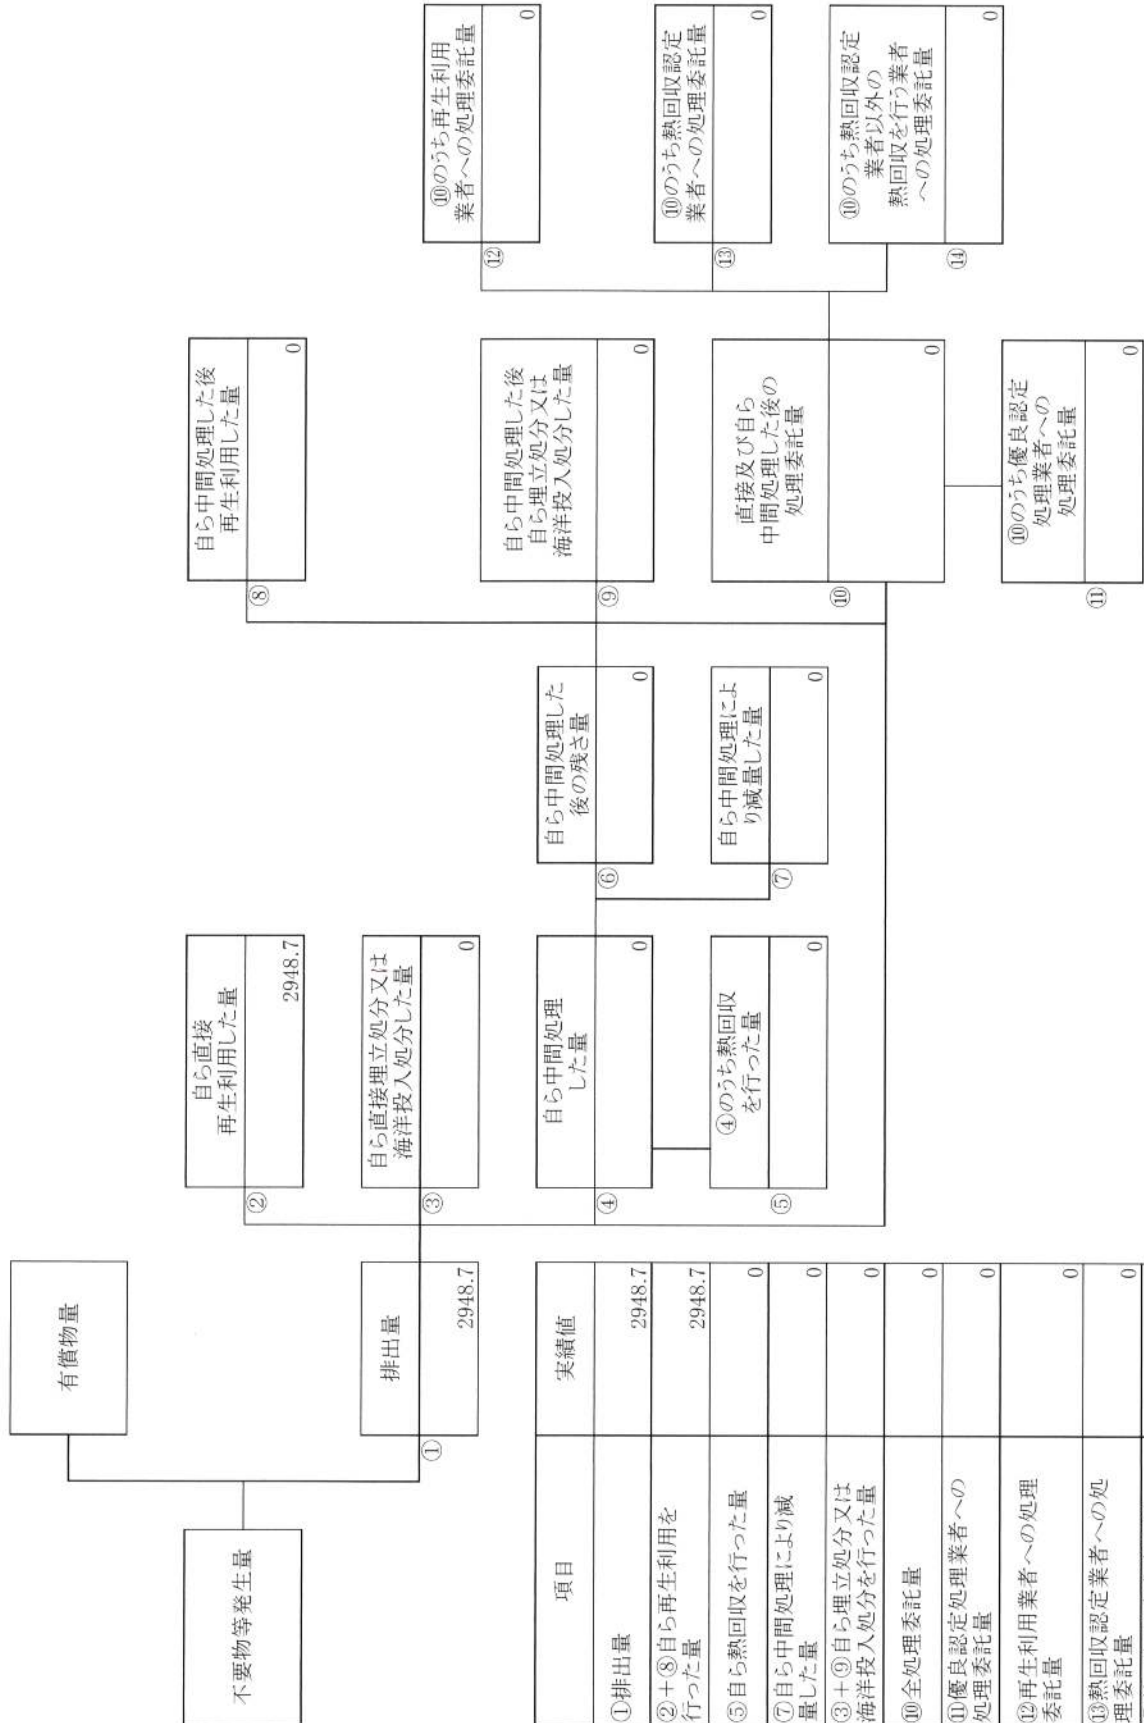 不要物等発生量
有償物量
排出量
①
2948.7
自ら直接
再生利用した量
②
2948.7
自ら直接埋立処分又は
海洋投入処分した量
③
0
自ら中間処理
した量
④
0
④のうち熱回収
を行った量
⑤
0
自ら中間処理した
後の残さ量
⑥
0
自ら中間処理によ
り減量した量
⑦
0
自ら中間処理した後
再生利用した量
⑧
0
自ら中間処理した後
自ら埋立処分又は
海洋投入処分した量
⑨
0
直接及び自ら
中間処理した後の
処理委託量
⑩
0
⑩のうち優良認定
処理業者への
処理委託量
⑪
0
⑩のうち再生利用
業者への処理委託量
⑫
0
⑩のうち熱回収認定
業者への処理委託量
⑬
0
⑩のうち熱回収認定
業者以外の
熱回収を行う業者
への処理委託量
⑭
0
項目 実績値
①排出量 2948.7
②+⑧自ら再生利用を
行った量 2948.7
⑤自ら熱回収を行った量 0
⑦自ら中間処理により減
量した量 0
③+⑨自ら埋立処分又は
海洋投入処分を行った量 0
⑩全処理委託量 0
⑪優良認定処理業者への
処理委託量 0
⑫再生利用業者への処理
委託量 0
⑬熱回収認定業者への処
理委託量 0